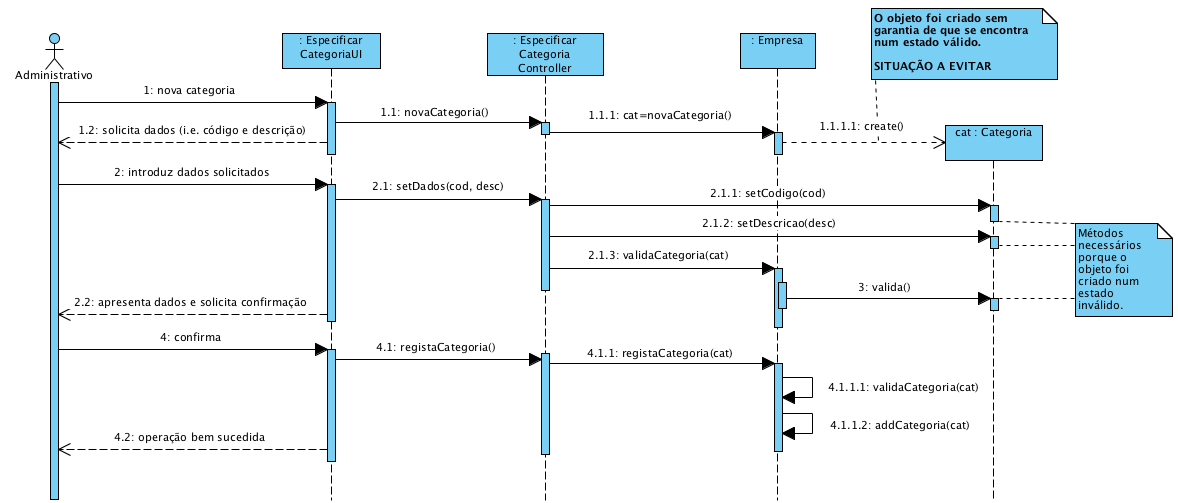 O objeto foi criado sem
garantia de que se encontra
num estado válido.
SITUAÇÃO A EVITAR
: Especificar
CategoriaUI
: Especificar
Categoria
Controller
: Empresa
Administrativo
1: nova categoria
1.1: novaCategoria()
1.1.1: cat=novaCategoria()
1.1.1.1: create()
cat : Categoria
1.2: solicita dados (i.e. código e descrição)
2: introduz dados solicitados
2.1: setDados(cod, desc)
2.1.1: setCodigo(cod)
2.1.2: setDescricao(desc)
Métodos
necessários
porque o
objeto foi
criado num
estado
inválido.
2.1.3: validaCategoria(cat)
3: valida()
2.2: apresenta dados e solicita confirmação
4: confirma
4.1: registaCategoria()
4.1.1: registaCategoria(cat)
4.1.1.1: validaCategoria(cat)
4.1.1.2: addCategoria(cat)
4.2: operação bem sucedida